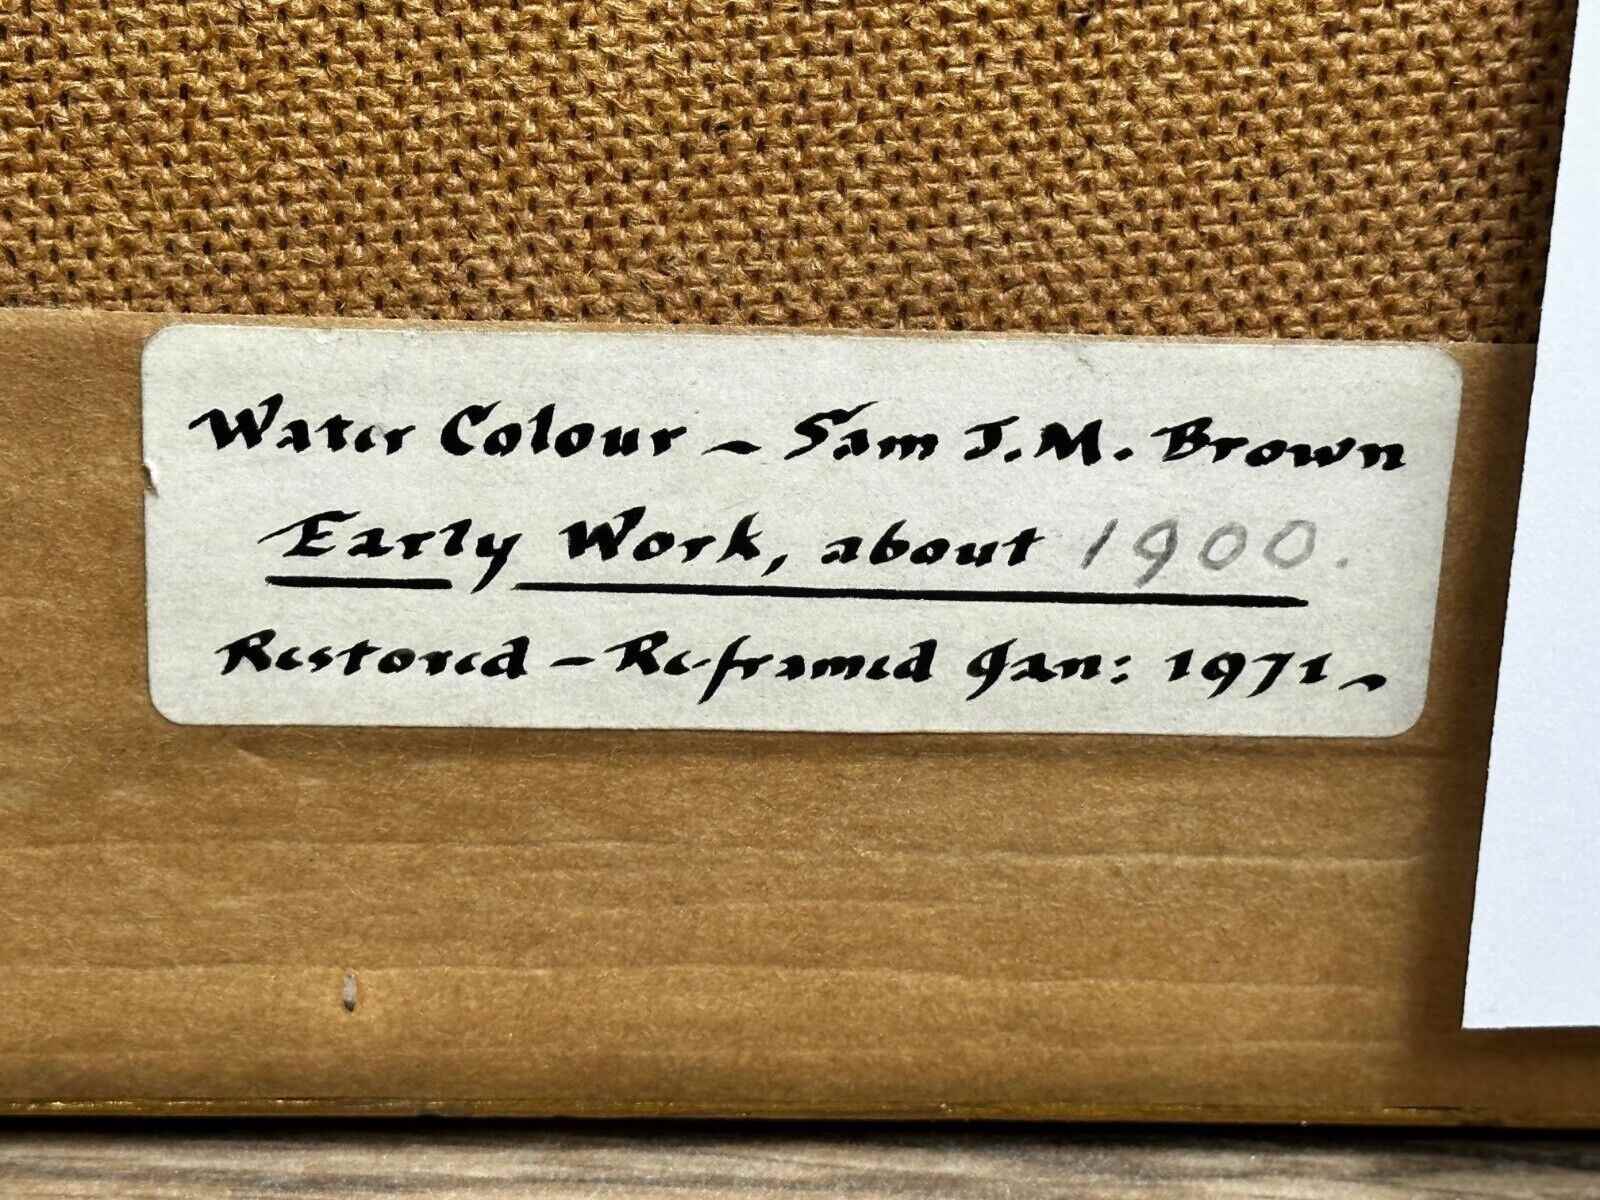 Water Colour ~ Sam J.M. Brown
Early Work, about 1900.
Restored – Re-framed Jan: 1971 ~